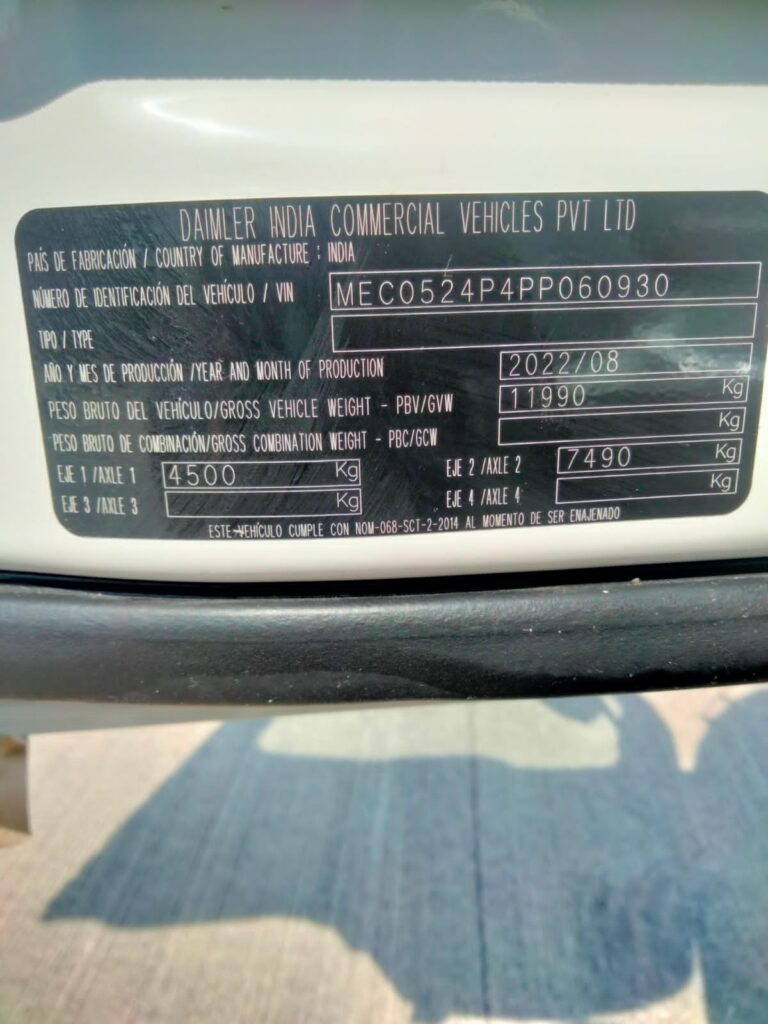 DAIMLER INDIA COMMERCIAL VEHICLES PVT LTD
PAÍS DE FABRICACIÓN / COUNTRY OF MANUFACTURE : INDIA
NÚMERO DE IDENTIFICACIÓN DEL VEHÍCULO / VIN MEC0524P4PP060930
TIPO / TYPE
AÑO Y MES DE PRODUCCIÓN /YEAR AND MONTH OF PRODUCTION 2022/08
PESO BRUTO DEL VEHÍCULO/GROSS VEHICLE WEIGHT - PBV/GVW 11990 Kg
PESO BRUTO DE COMBINACIÓN/GROSS COMBINATION WEIGHT - PBC/GCW Kg
EJE 1 /AXLE 1 4500 Kg EJE 2 /AXLE 2 7490 Kg
EJE 3 /AXLE 3 Kg EJE 4 /AXLE 4 Kg
ESTE VEHÍCULO CUMPLE CON NOM-068-SCT-2-2014 AL MOMENTO DE SER ENAJENADO